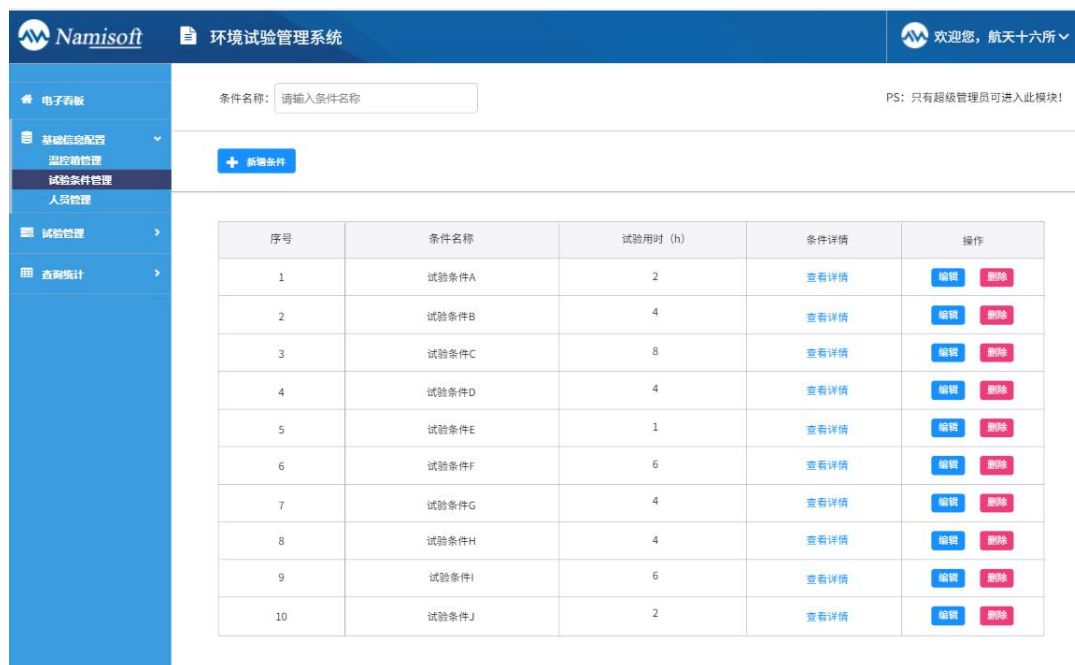 Namisoft
环境试验管理系统
欢迎您，航天十六所
电子看板
基础信息配置
温控箱管理
试验条件管理
人员管理
试验管理
查询统计
条件名称： 请输入条件名称
PS：只有超级管理员可进入此模块！
新增条件
序号 条件名称 试验用时（h） 条件详情 操作
1 试验条件A 2 查看详情 编辑 删除
2 试验条件B 4 查看详情 编辑 删除
3 试验条件C 8 查看详情 编辑 删除
4 试验条件D 4 查看详情 编辑 删除
5 试验条件E 1 查看详情 编辑 删除
6 试验条件F 6 查看详情 编辑 删除
7 试验条件G 4 查看详情 编辑 删除
8 试验条件H 4 查看详情 编辑 删除
9 试验条件I 6 查看详情 编辑 删除
10 试验条件J 2 查看详情 编辑 删除